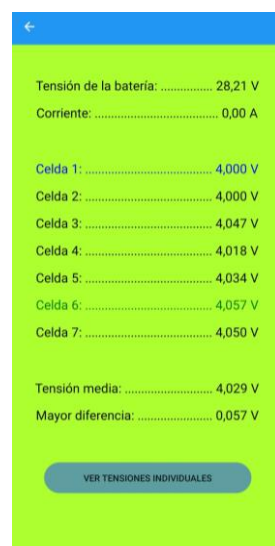 Tensión de la batería: ............... 28,21 V
Corriente: ..................................... 0,00 A
Celda 1: ........................................ 4,000 V
Celda 2: ........................................ 4,000 V
Celda 3: ........................................ 4,047 V
Celda 4: ........................................ 4,018 V
Celda 5: ........................................ 4,034 V
Celda 6: ........................................ 4,057 V
Celda 7: ........................................ 4,050 V
Tensión media: ........................... 4,029 V
Mayor diferencia: ....................... 0,057 V
VER TENSIONES INDIVIDUALES